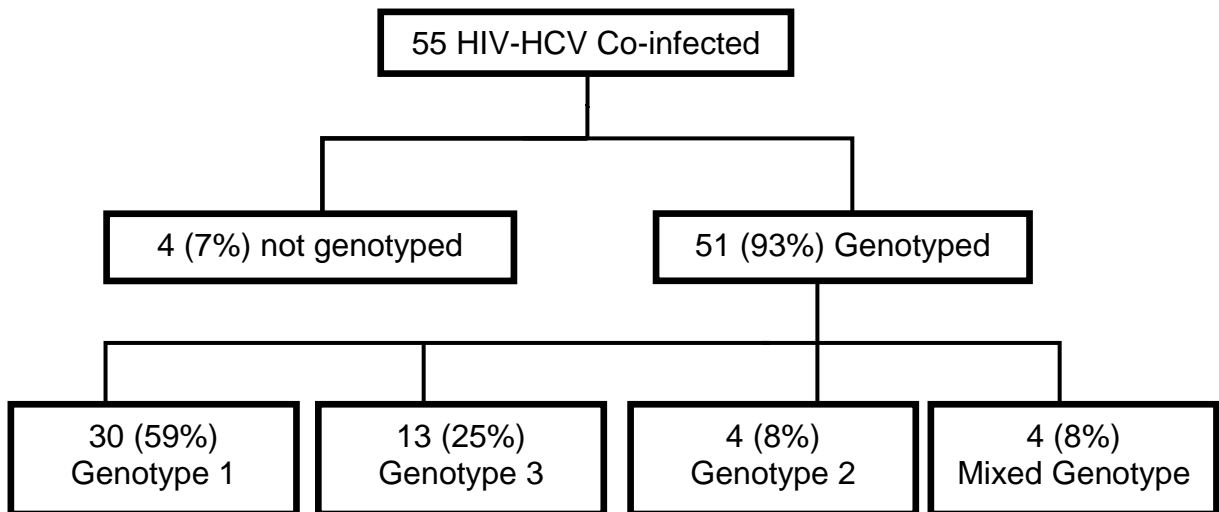 55 HIV-HCV Co-infected
4 (7%) not genotyped
51 (93%) Genotyped
30 (59%)
Genotype 1
13 (25%)
Genotype 3
4 (8%)
Genotype 2
4 (8%)
Mixed Genotype